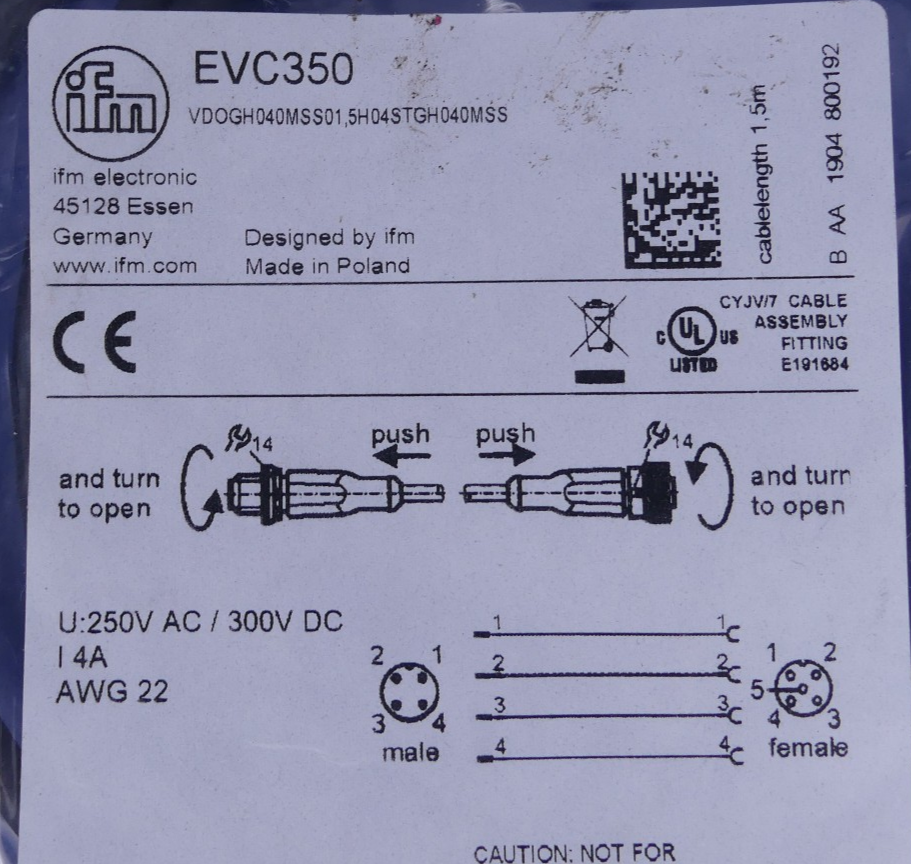 ifm
EVC350
VDOGH040MSS01,5H04STGH040MSS
ifm electronic
45128 Essen
Germany
www.ifm.com
Designed by ifm
Made in Poland
cablelength 1,5m
B AA 1904 800192
CE
C UL US
LISTED
CYJV/7 CABLE
ASSEMBLY
FITTING
E191684
and turn
to open
14
push
push
14
and turn
to open
U:250V AC / 300V DC
I 4A
AWG 22
2 1
3 4
male
1 1
2 2
3 3
4 4
1 2
5
4 3
female
CAUTION: NOT FOR